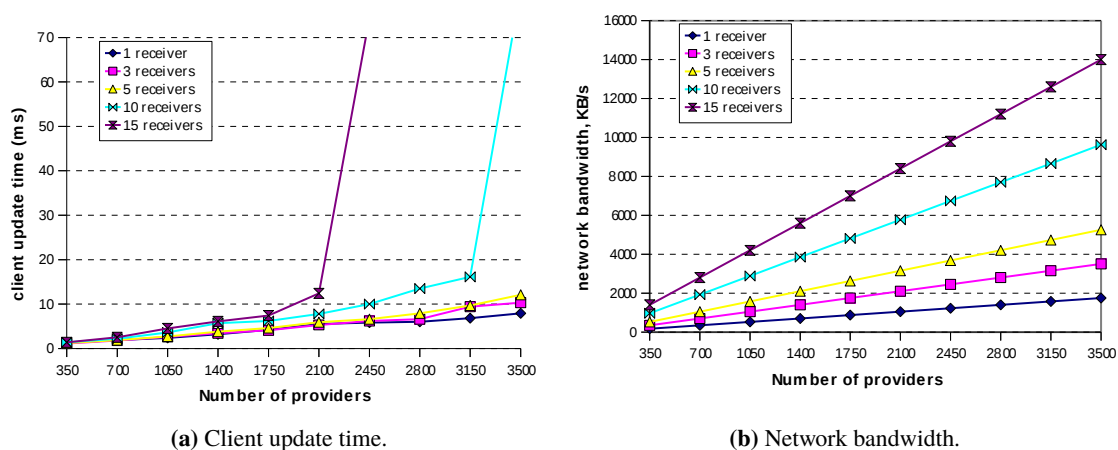 70
60
50
40
30
20
10
0
client update time (ms)
1 receiver
3 receivers
5 receivers
10 receivers
15 receivers
350 700 1050 1400 1750 2100 2450 2800 3150 3500
Number of providers
(a) Client update time.
16000
14000
12000
10000
8000
6000
4000
2000
0
network bandwidth, KB/s
1 receiver
3 receivers
5 receivers
10 receivers
15 receivers
350 700 1050 1400 1750 2100 2450 2800 3150 3500
Number of providers
(b) Network bandwidth.